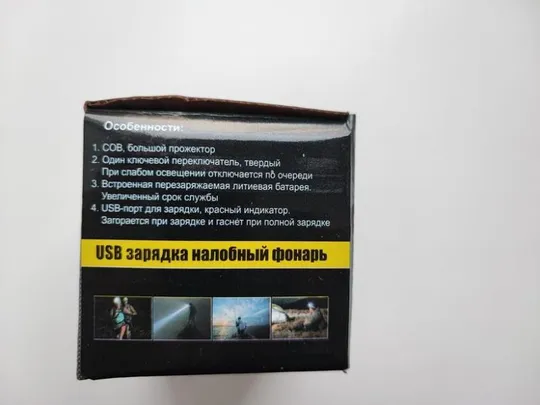 Особенности:
1. COB, большой прожектор
2. Один ключевой переключатель, твердый
При слабом освещении отключается по очереди
3. Встроенная перезаряжаемая литиевая батарея.
Увеличенный срок службы
4. USB-порт для зарядки, красный индикатор.
Загорается при зарядке и гаснет при полной зарядке
USB зарядка налобный фонарь